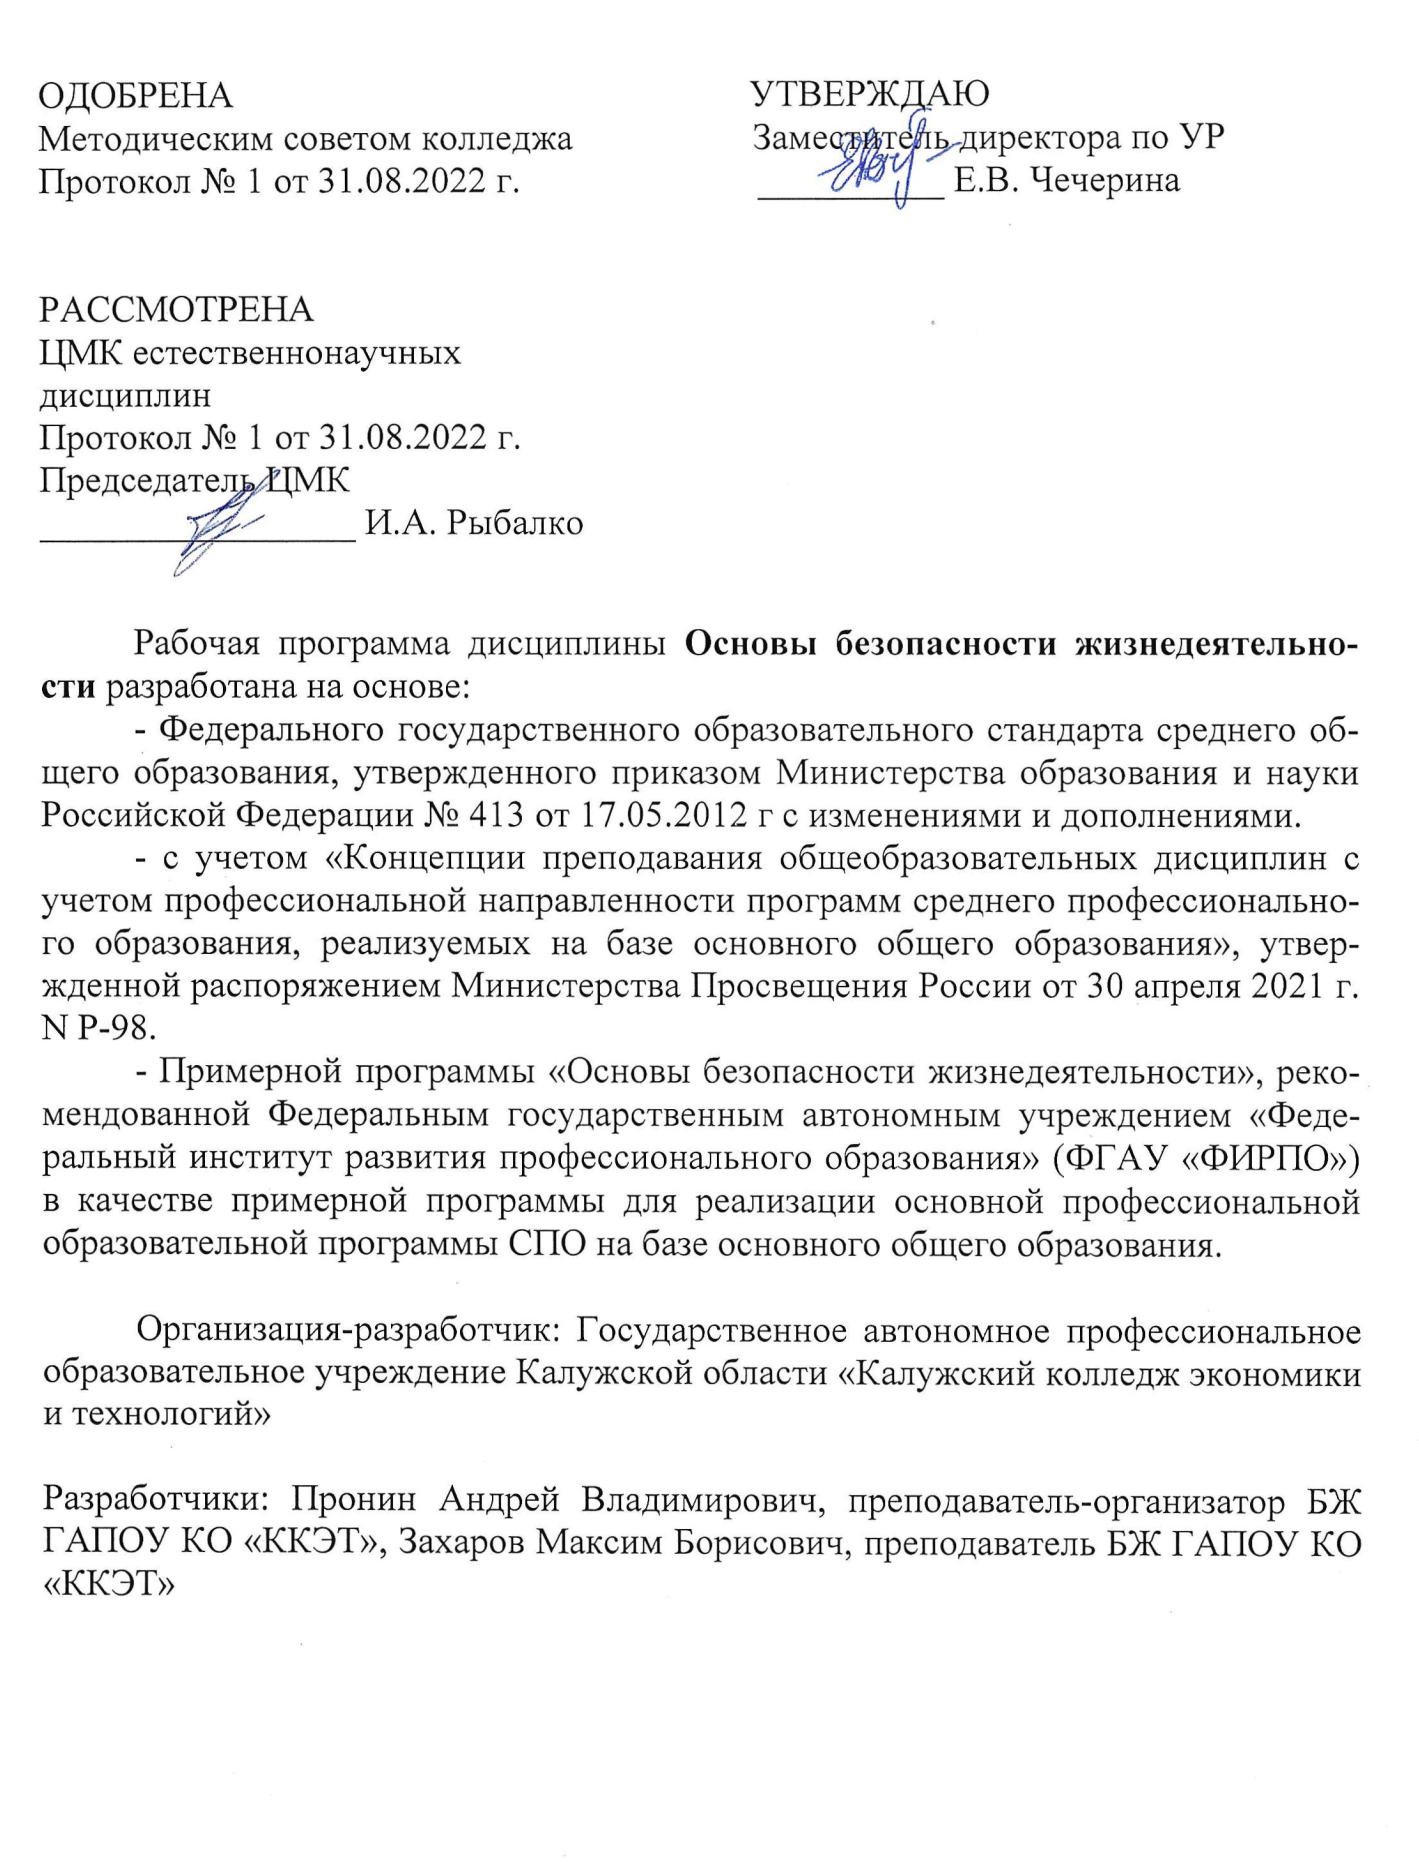 ОДОБРЕНА
Методическим советом колледжа
Протокол № 1 от 31.08.2022 г.
УТВЕРЖДАЮ
Заместитель директора по УР
___________ Е.В. Чечерина
РАССМОТРЕНА
ЦМК естественнонаучных
дисциплин
Протокол № 1 от 31.08.2022 г.
Председатель ЦМК
__________________ И.А. Рыбалко
Рабочая программа дисциплины Основы безопасности жизнедеятельно-
сти разработана на основе:
- Федерального государственного образовательного стандарта среднего об-
щего образования, утвержденного приказом Министерства образования и науки
Российской Федерации № 413 от 17.05.2012 г с изменениями и дополнениями.
- с учетом «Концепции преподавания общеобразовательных дисциплин с
учетом профессиональной направленности программ среднего профессионально-
го образования, реализуемых на базе основного общего образования», утвер-
жденной распоряжением Министерства Просвещения России от 30 апреля 2021 г.
N Р-98.
- Примерной программы «Основы безопасности жизнедеятельности», реко-
мендованной Федеральным государственным автономным учреждением «Феде-
ральный институт развития профессионального образования» (ФГАУ «ФИРПО»)
в качестве примерной программы для реализации основной профессиональной
образовательной программы СПО на базе основного общего образования.
Организация-разработчик: Государственное автономное профессиональное
образовательное учреждение Калужской области «Калужский колледж экономики
и технологий»
Разработчики: Пронин Андрей Владимирович, преподаватель-организатор БЖ
ГАПОУ КО «ККЭТ», Захаров Максим Борисович, преподаватель БЖ ГАПОУ КО
«ККЭТ»